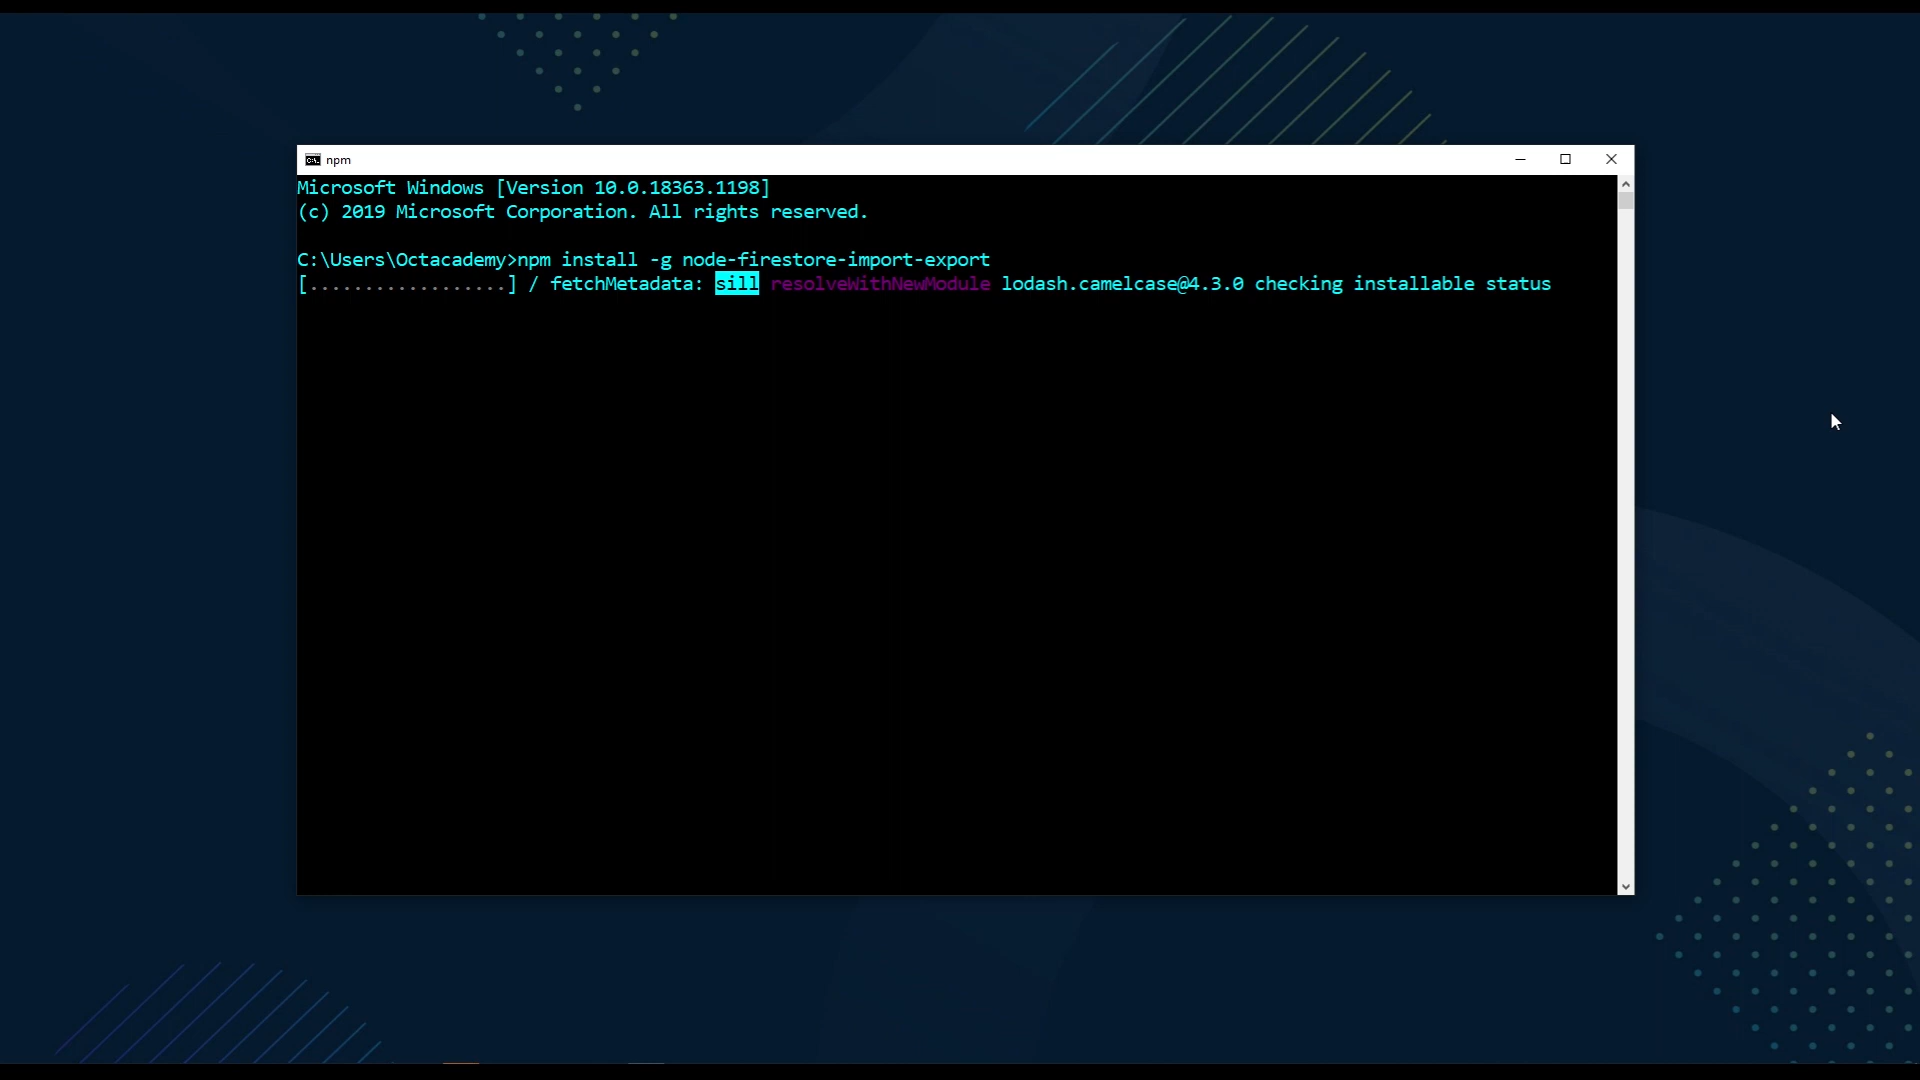 npm
Microsoft Windows [Version 10.0.18363.1198]
(c) 2019 Microsoft Corporation. All rights reserved.
C:\Users\Octacademy>npm install -g node-firestore-import-export
[..................] / fetchMetadata: sill resolveWithNewModule lodash.camelcase@4.3.0 checking installable status